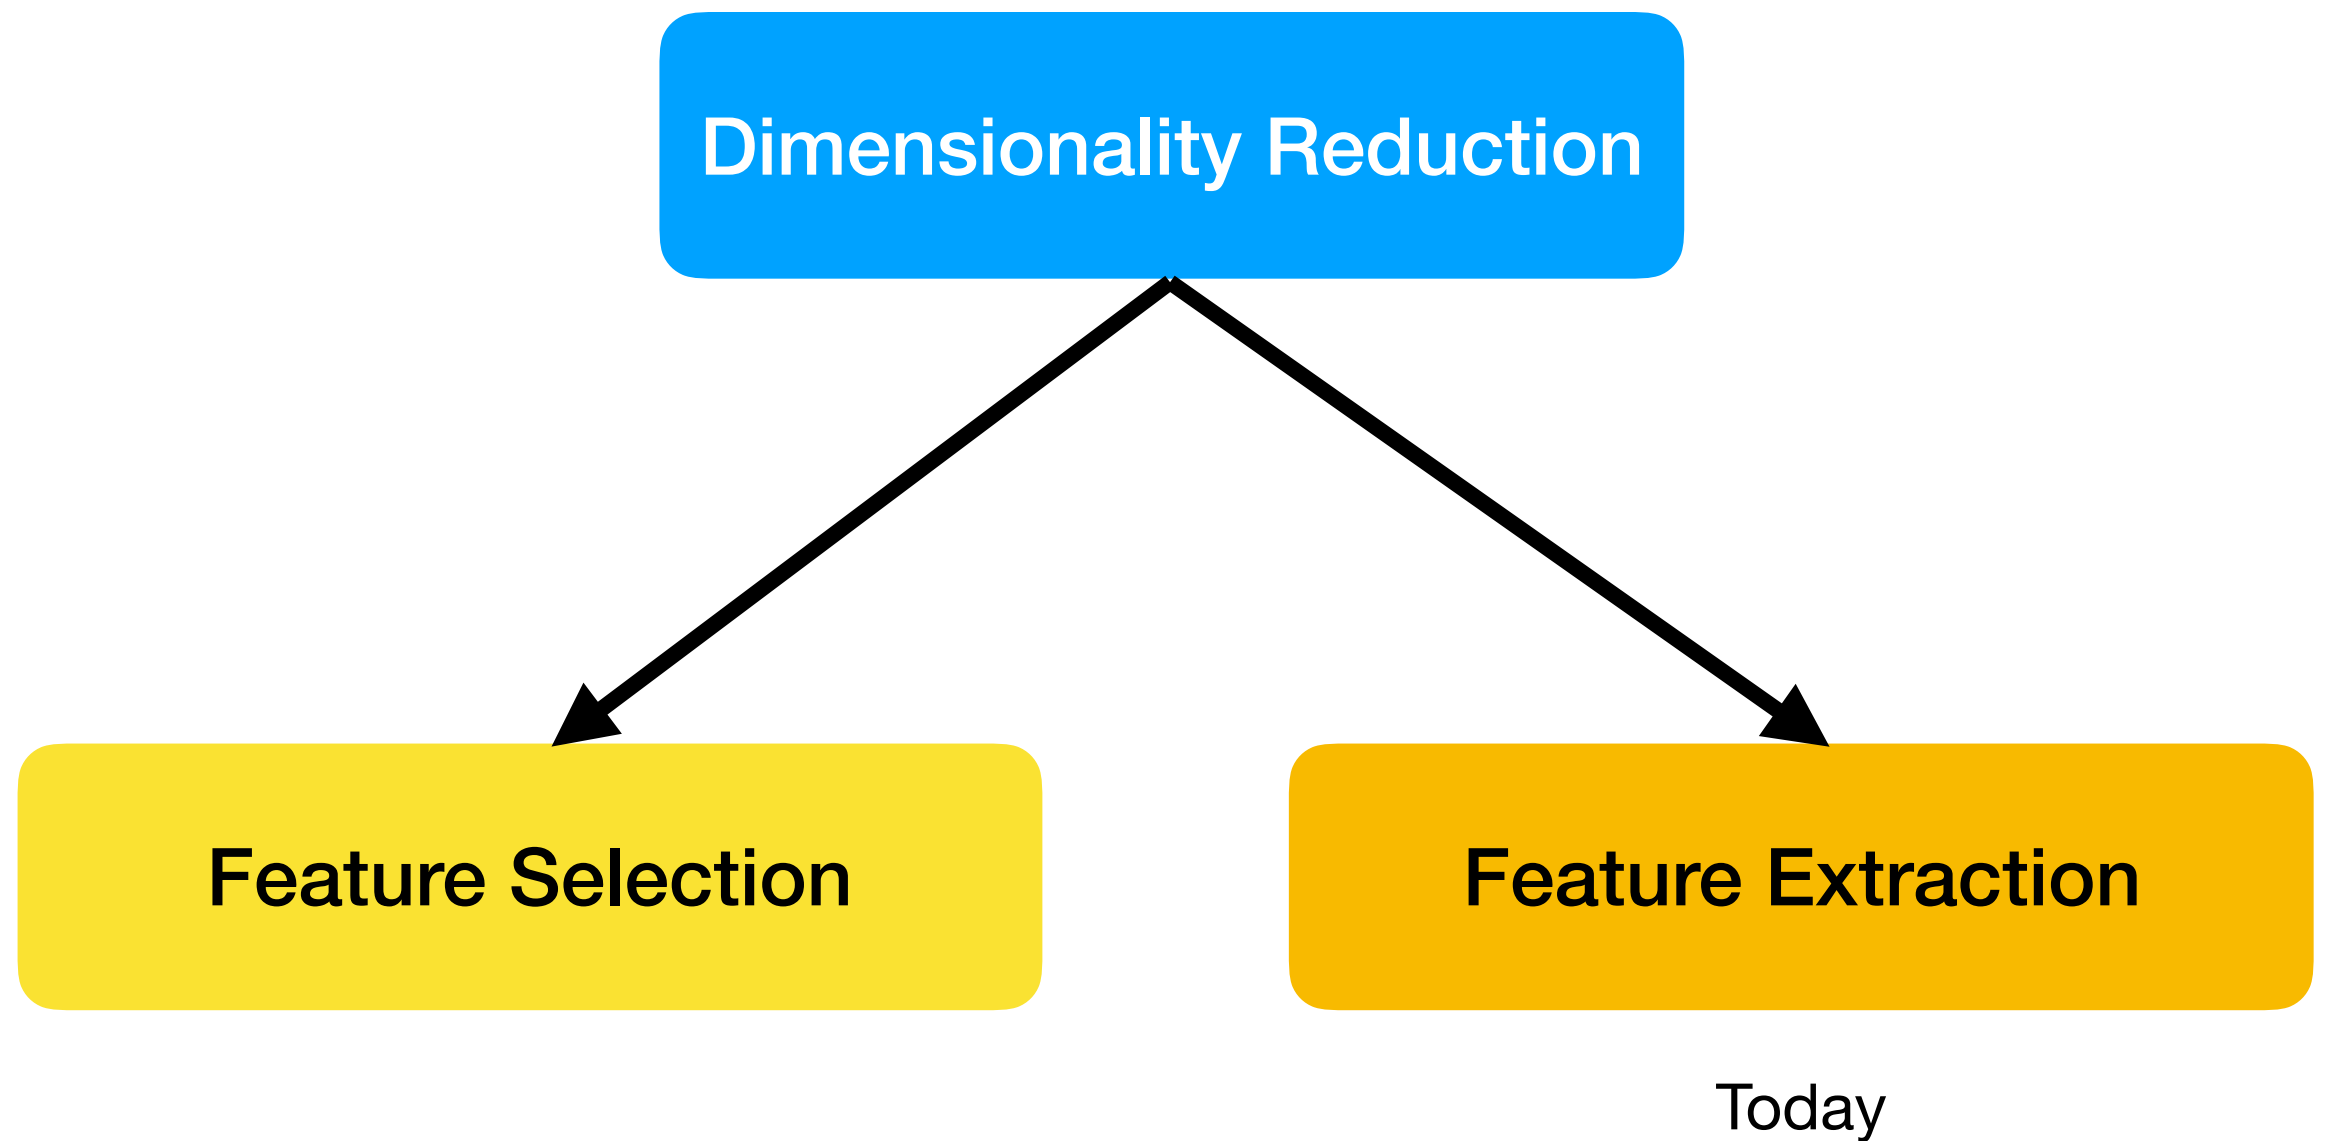 Dimensionality Reduction
Feature Selection
Feature Extraction
Today